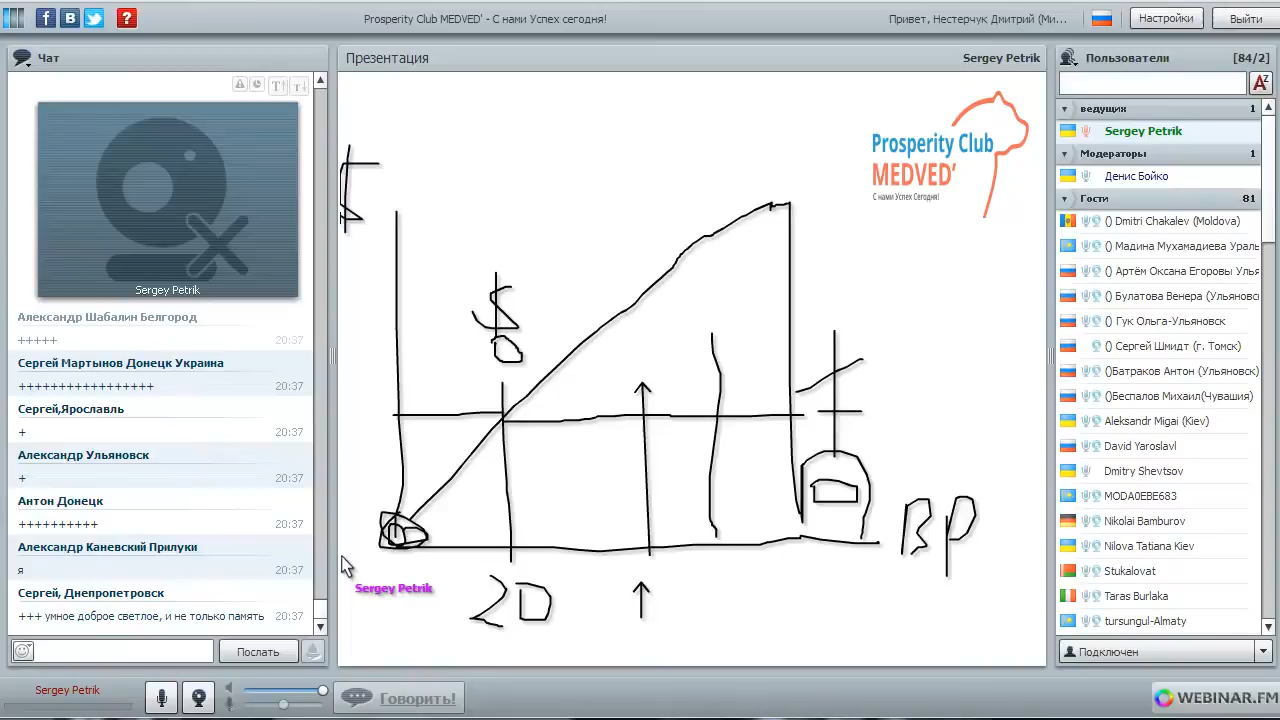 Prosperity Club MEDVED' - С нами Успех сегодня!
Привет, Нестерчук Дмитрий (Ми...
Настройки
Выйти
Чат
Sergey Petrik
Александр Шабалин Белгород
+++++ 20:37
Сергей Мартынов Донецк Украина
+++++++++++++++++ 20:37
Сергей,Ярославль
+ 20:37
Александр Ульяновск
+ 20:37
Антон Донецк
++++++++++ 20:37
Александр Каневский Прилуки
я 20:37
Сергей, Днепропетровск
+++ умное доброе светлое, и не только память 20:37
Послать
Презентация
Sergey Petrik
Prosperity Club
MEDVED'
С нами Успех Сегодня!
$
2D
ВР
Sergey Petrik
Пользователи [84/2]
ведущие 1
Sergey Petrik
Модераторы 1
Денис Бойко
Гости 81
() Dmitri Chakalev (Moldova)
() Мадина МухамадиеваУраль
() Артём Оксана Егоровы Улья
() Булатова Венера (Ульяновс
() Гук Ольга-Ульяновск
() Сергей Шмидт (г. Томск)
()Батраков Антон (Ульяновск)
()Беспалов Михаил(Чувашия)
Aleksandr Migai (Kiev)
David Yaroslavl
Dmitry Shevtsov
MODA0EBE683
Nikolai Bamburov
Nilova Tatiana Kiev
Stukalovat
Taras Burlaka
tursungul-Almaty
Подключен
Sergey Petrik
Говорить!
WEBINAR.FM